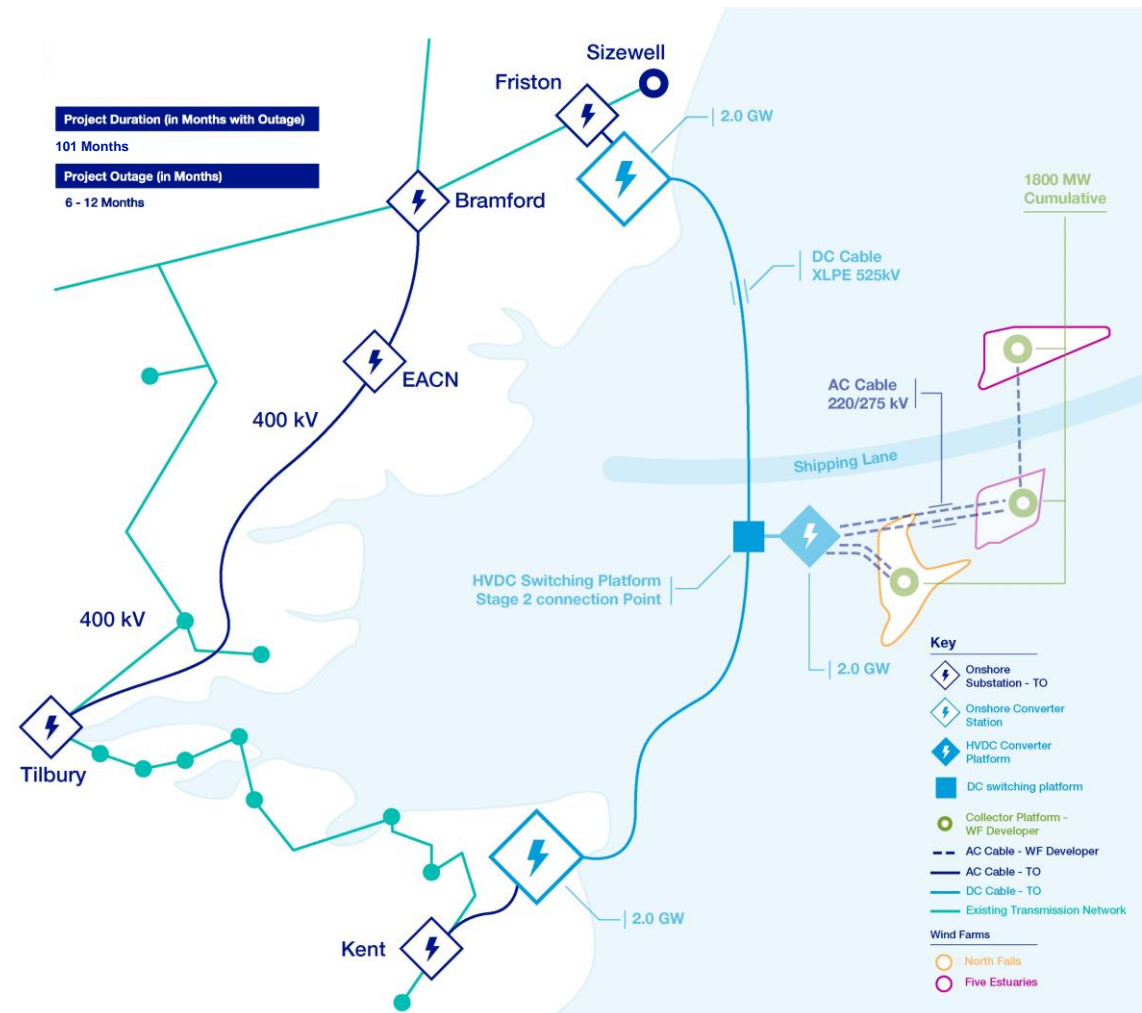 Sizewell
Friston
| 2.0 GW
Project Duration (in Months with Outage)
101 Months
Project Outage (in Months)
6 - 12 Months
Bramford
1800 MW
Cumulative
DC Cable
XLPE 525kV
EACN
AC Cable
220/275 kV
400 kV
Shipping Lane
HVDC Switching Platform
Stage 2 connection Point
400 kV
| 2.0 GW
Tilbury
Kent
| 2.0 GW
Key
Onshore
Substation - TO
Onshore Converter
Station
HVDC Converter
Platform
DC switching platform
Collector Platform -
WF Developer
AC Cable - WF Developer
AC Cable - TO
DC Cable - TO
Existing Transmission Network
Wind Farms
North Falls
Five Estuaries